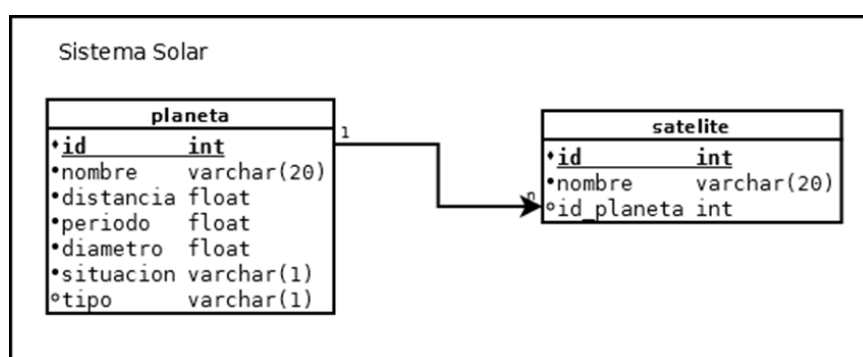 Sistema Solar
planeta
id int
nombre varchar(20)
distancia float
periodo float
diametro float
situacion varchar(1)
tipo varchar(1)
1
n
satelite
id int
nombre varchar(20)
id_planeta int